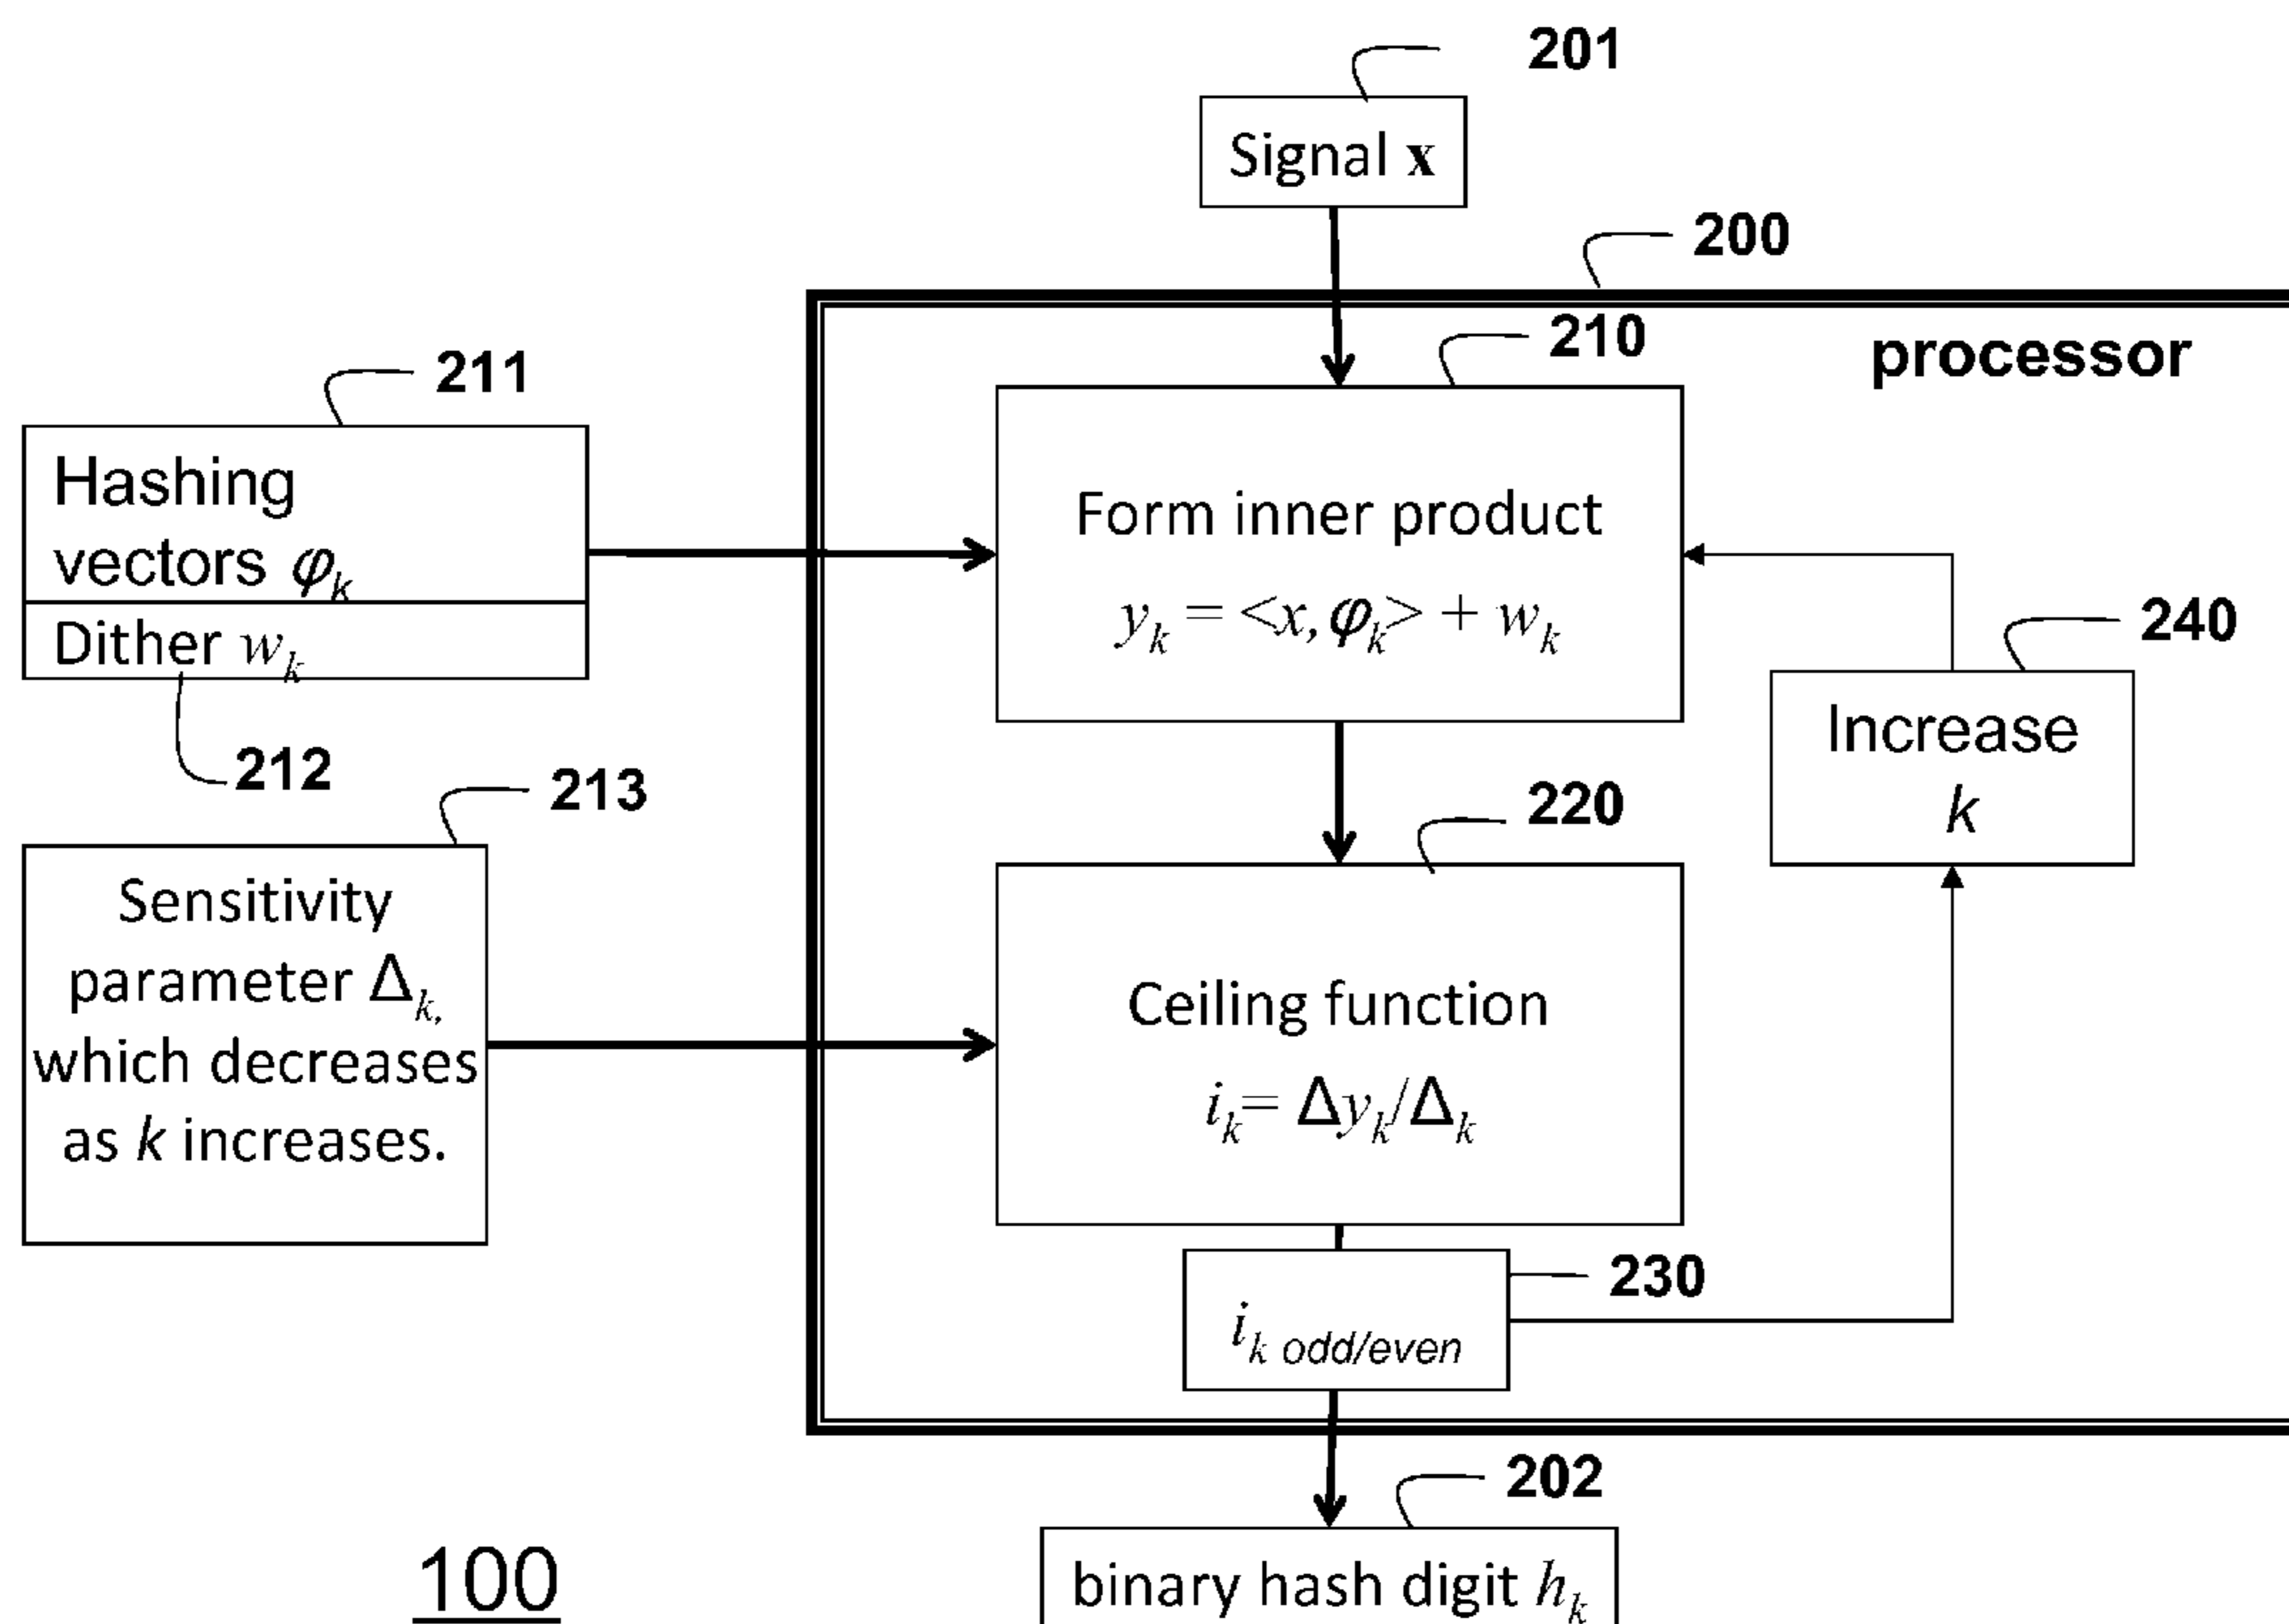 201
Signal x
200
processor
210
211
Hashing
vectors φk
Dither wk
212
Form inner product
yk = <x, φk> + wk
240
Increase
k
213
Sensitivity
parameter Δk,
which decreases
as k increases.
220
Ceiling function
ik= Δyk/Δk
230
ik odd/even
202
binary hash digit hk
100